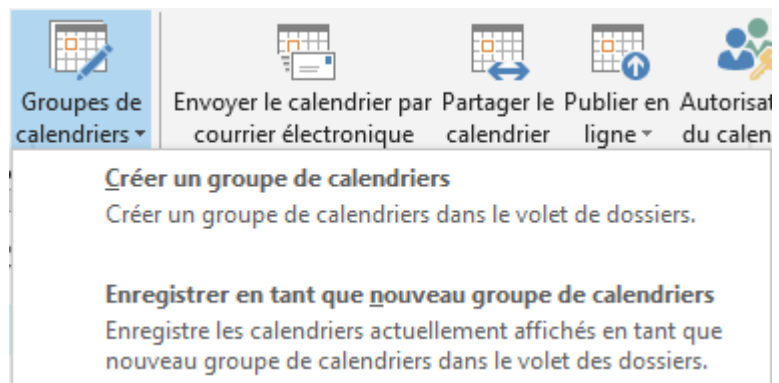 Groupes de Envoyer le calendrier par Partager le Publier en
calendriers courrier électronique calendrier ligne du
Créer un groupe de calendriers
Créer un groupe de calendriers dans le volet de dossiers.
Enregistrer en tant que nouveau groupe de calendriers
Enregistre les calendriers actuellement affichés en tant que
nouveau groupe de calendriers dans le volet des dossiers.